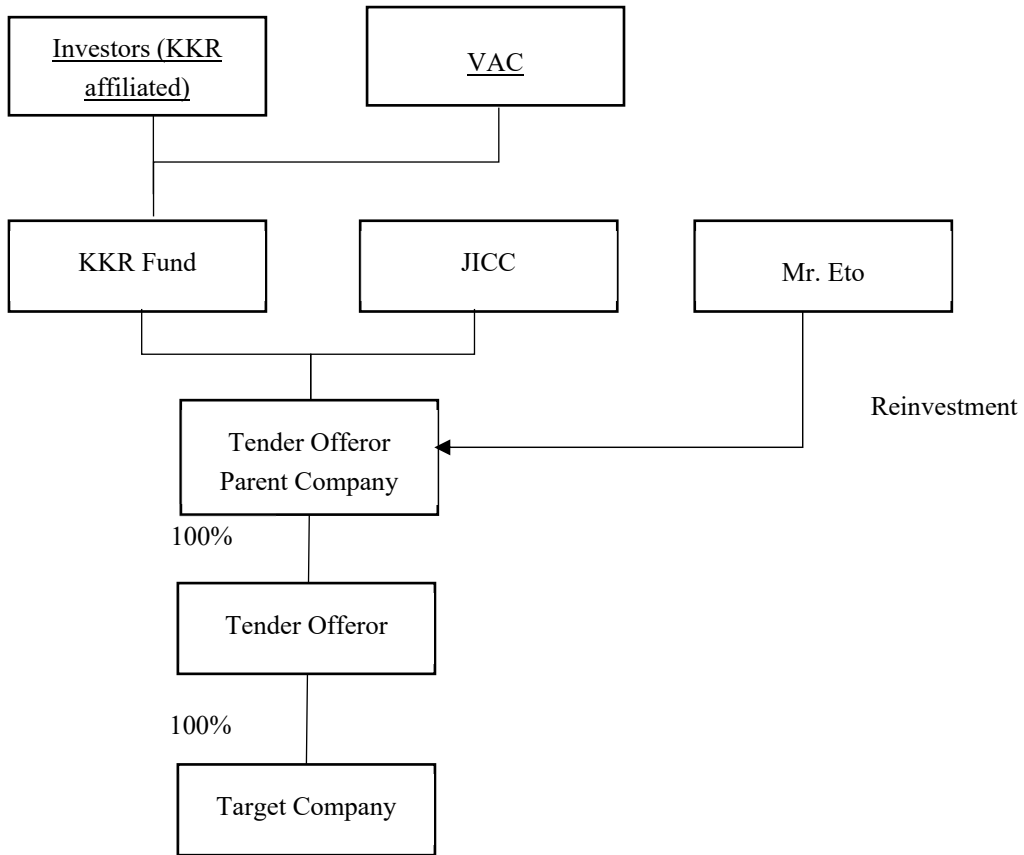 Investors (KKR
affiliated)
VAC
KKR Fund
JICC
Mr. Eto
Reinvestment
Tender Offeror
Parent Company
100%
Tender Offeror
100%
Target Company